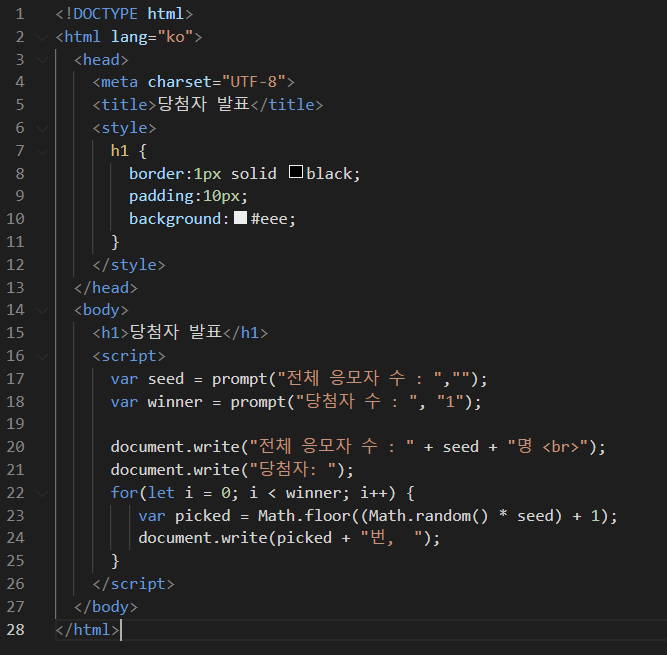 1 <!DOCTYPE html>
2 <html lang="ko">
3 <head>
4 <meta charset="UTF-8">
5 <title>당첨자 발표</title>
6 <style>
7 h1 {
8 border:1px solid black;
9 padding:10px;
10 background:#eee;
11 }
12 </style>
13 </head>
14 <body>
15 <h1>당첨자 발표</h1>
16 <script>
17 var seed = prompt("전체 응모자 수 : ","");
18 var winner = prompt("당첨자 수 : ", "1");
19
20 document.write("전체 응모자 수 : " + seed + "명 <br>");
21 document.write("당첨자: ");
22 for(let i = 0; i < winner; i++) {
23 var picked = Math.floor((Math.random() * seed) + 1);
24 document.write(picked + "번,  ");
25 }
26 </script>
27 </body>
28 </html>